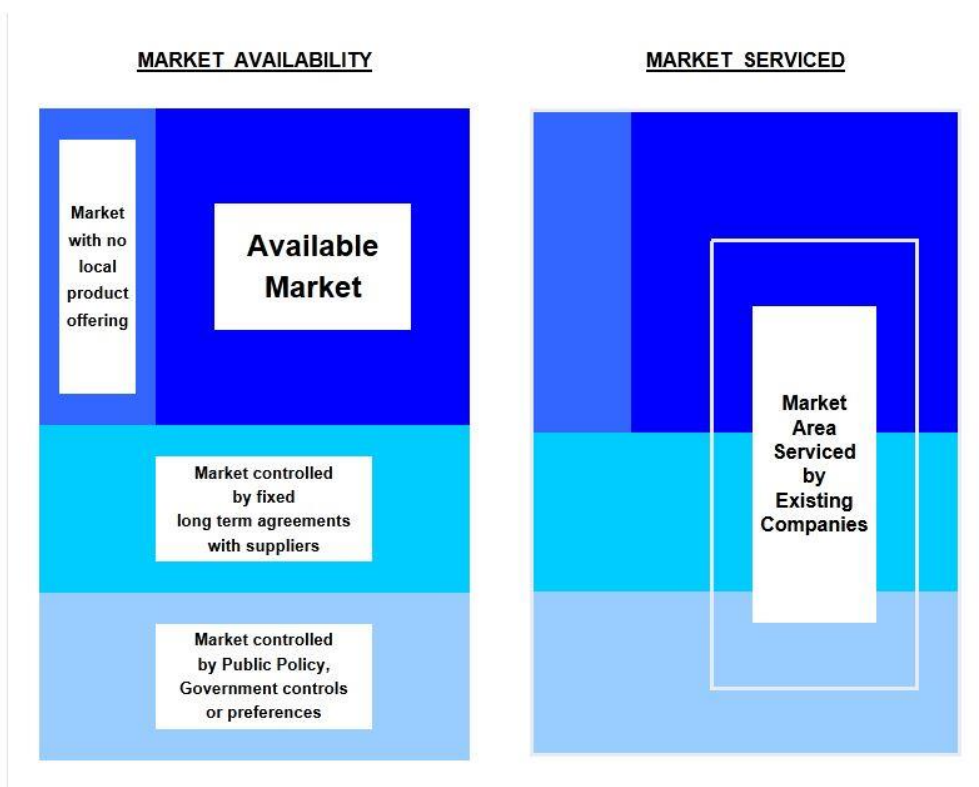 MARKET AVAILABILITY
Market
with no
local
product
offering
Available
Market
Market controlled
by fixed
long term agreements
with suppliers
Market controlled
by Public Policy,
Government controls
or preferences
MARKET SERVICED
Market
Area
Serviced
by
Existing
Companies